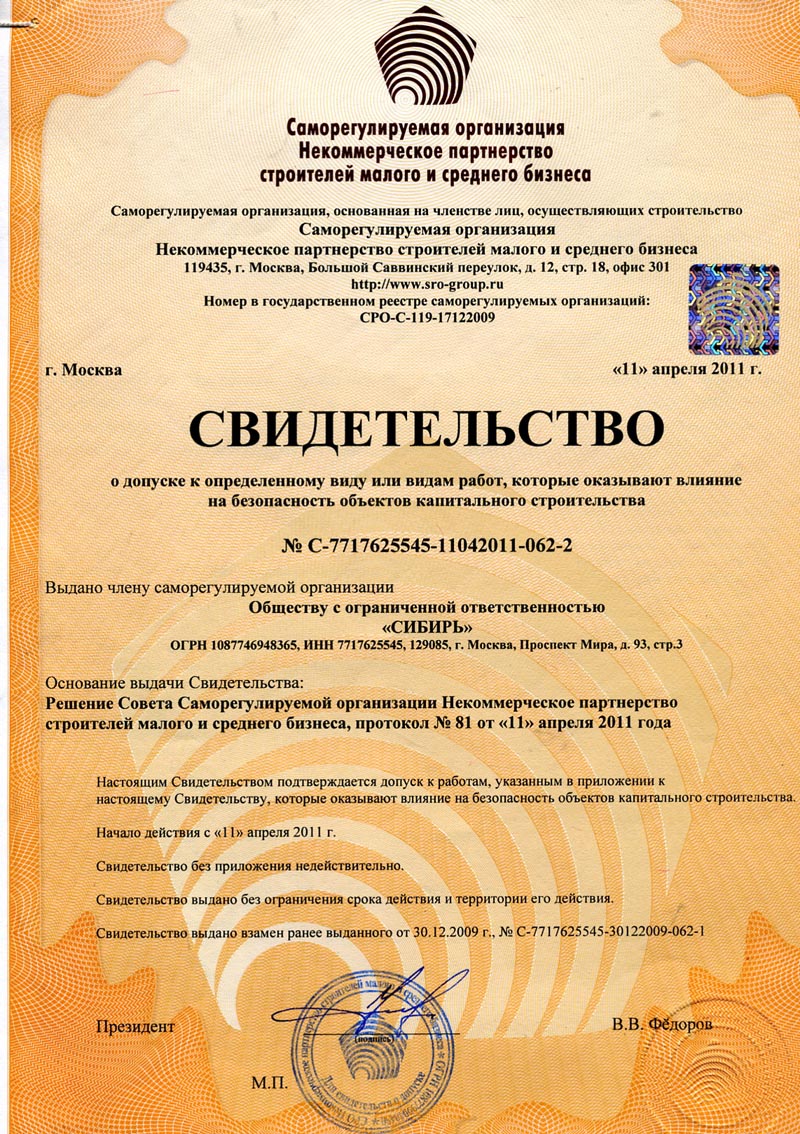 Саморегулируемая организация
Некоммерческое партнерство
строителей малого и среднего бизнеса
Саморегулируемая организация, основанная на членстве лиц, осуществляющих строительство
Саморегулируемая организация
Некоммерческое партнерство строителей малого и среднего бизнеса
119435, г. Москва, Большой Саввинский переулок, д. 12, стр. 18, офис 301
http://www.sro-group.ru
Номер в государственном реестре саморегулируемых организаций:
СРО-С-119-17122009
г. Москва «11» апреля 2011 г.
СВИДЕТЕЛЬСТВО
о допуске к определенному виду или видам работ, которые оказывают влияние
на безопасность объектов капитального строительства
№ С-7717625545-11042011-062-2
Выдано члену саморегулируемой организации
Обществу с ограниченной ответственностью
«СИБИРЬ»
ОГРН 1087746948365, ИНН 7717625545, 129085, г. Москва, Проспект Мира, д. 93, стр.3
Основание выдачи Свидетельства:
Решение Совета Саморегулируемой организации Некоммерческое партнерство
строителей малого и среднего бизнеса, протокол № 81 от «11» апреля 2011 года
Настоящим Свидетельством подтверждается допуск к работам, указанным в приложении к
настоящему Свидетельству, которые оказывают влияние на безопасность объектов капитального строительства.
Начало действия с «11» апреля 2011 г.
Свидетельство без приложения недействительно.
Свидетельство выдано без ограничения срока действия и территории его действия.
Свидетельство выдано взамен ранее выданного от 30.12.2009 г., № С-7717625545-30122009-062-1
Президент В.В. Фёдоров
(подпись)
М.П.
Для свидетельств о допуске